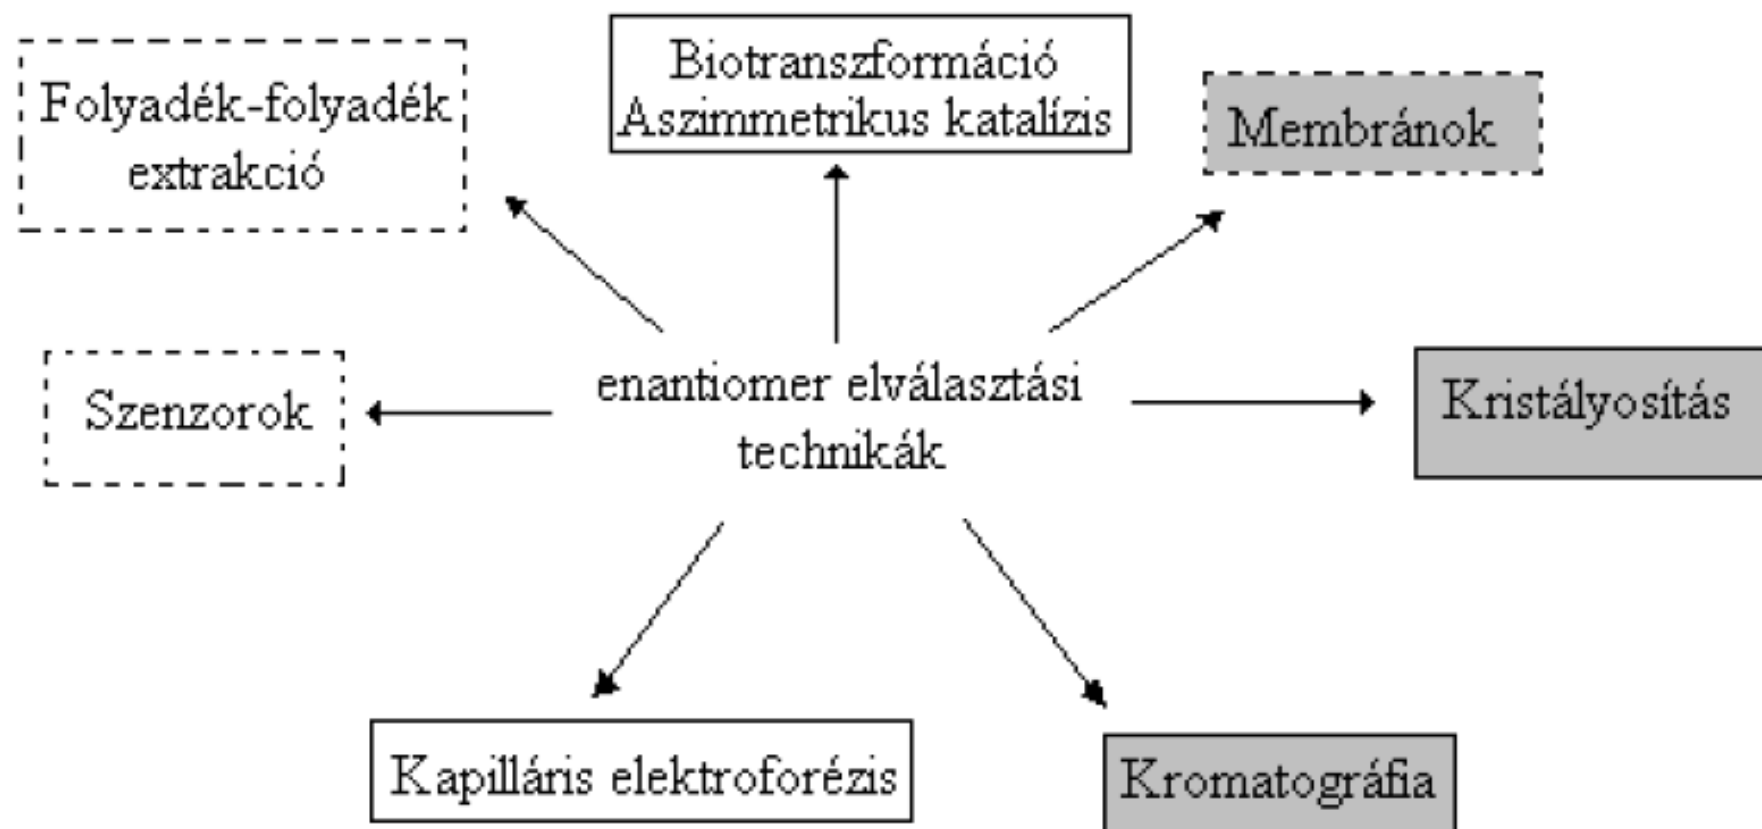 Biotranszformáció
Aszimmetrikus katalízis
Folyadék-folyadék
extrakció
Membránok
enantiomer elválasztási
technikák
Szenzorok
Kristályosítás
Kapilláris elektroforézis
Kromatográfia